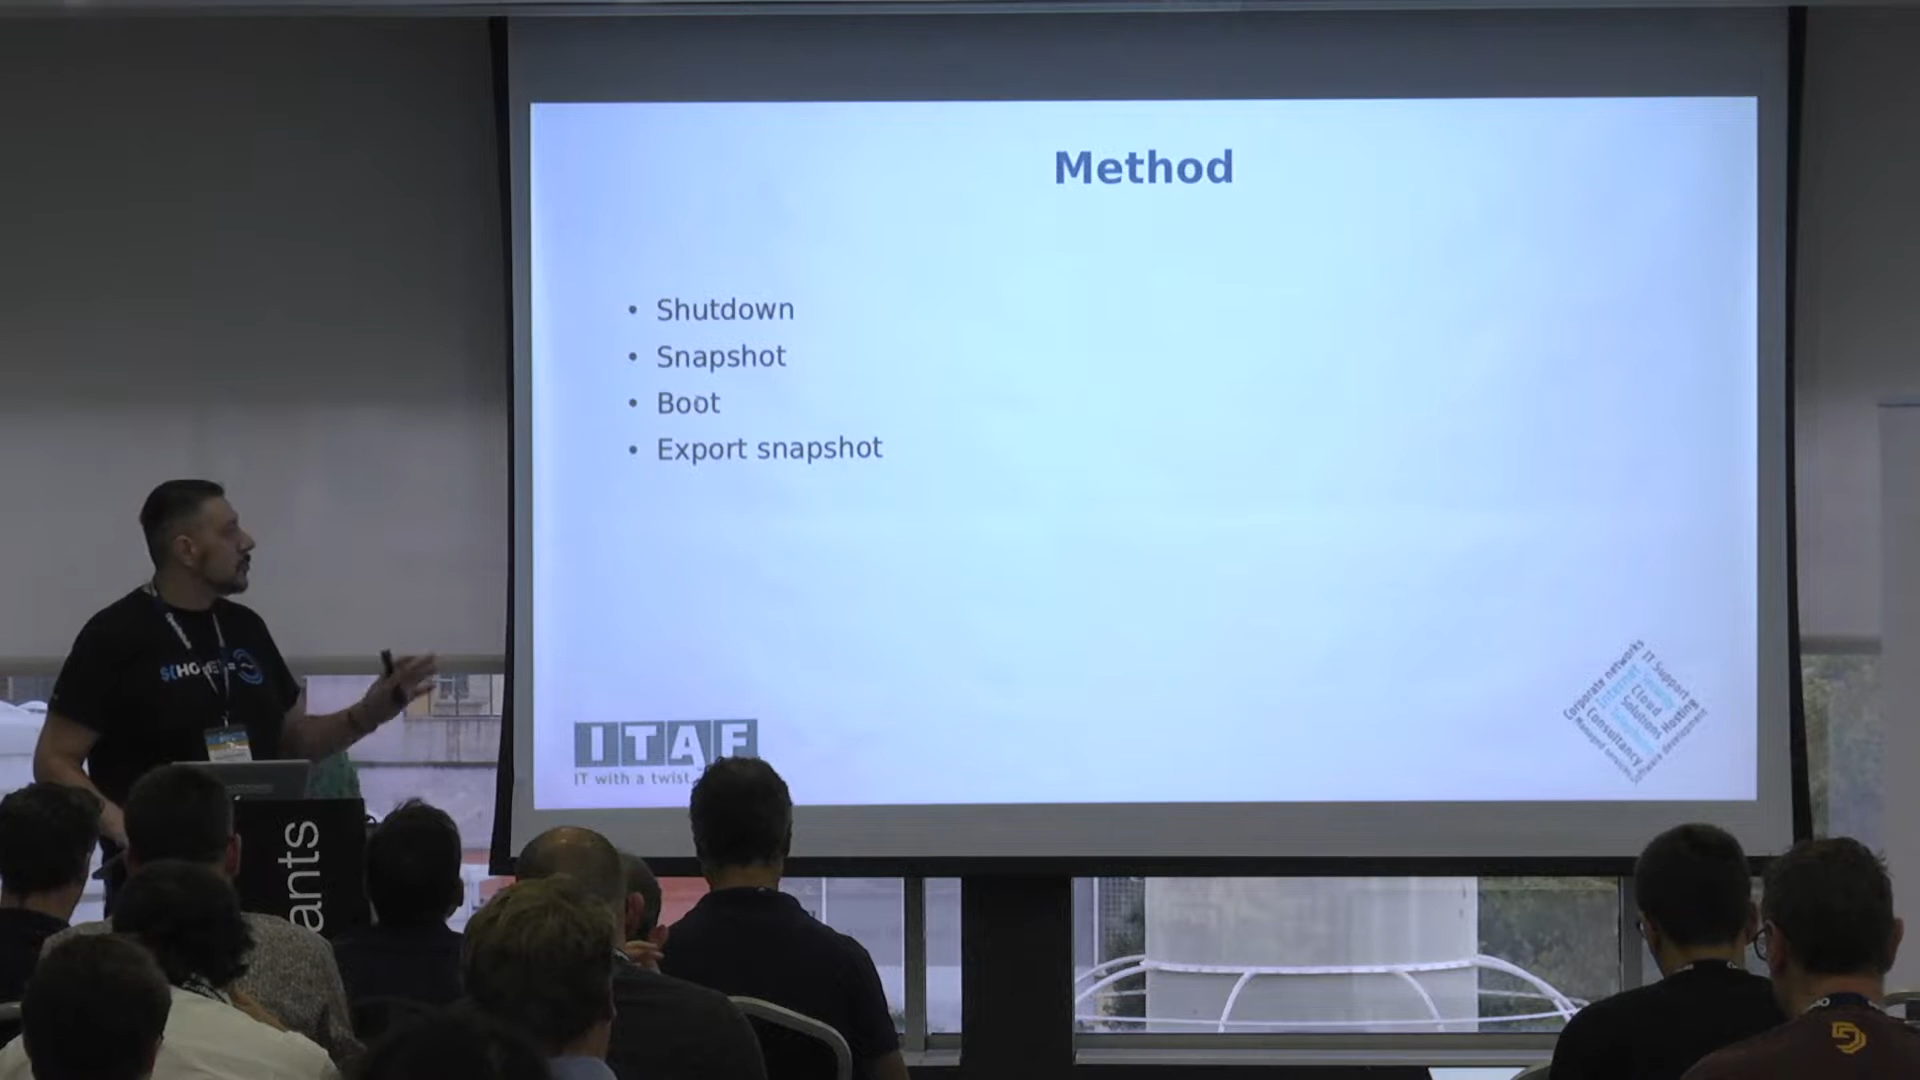 Method
• Shutdown
• Snapshot
• Boot
• Export snapshot
ITAF
IT with a twist
Corporate networks
IT Support
Internet
Cloud
Solutions
Hosting
Consultancy
ants